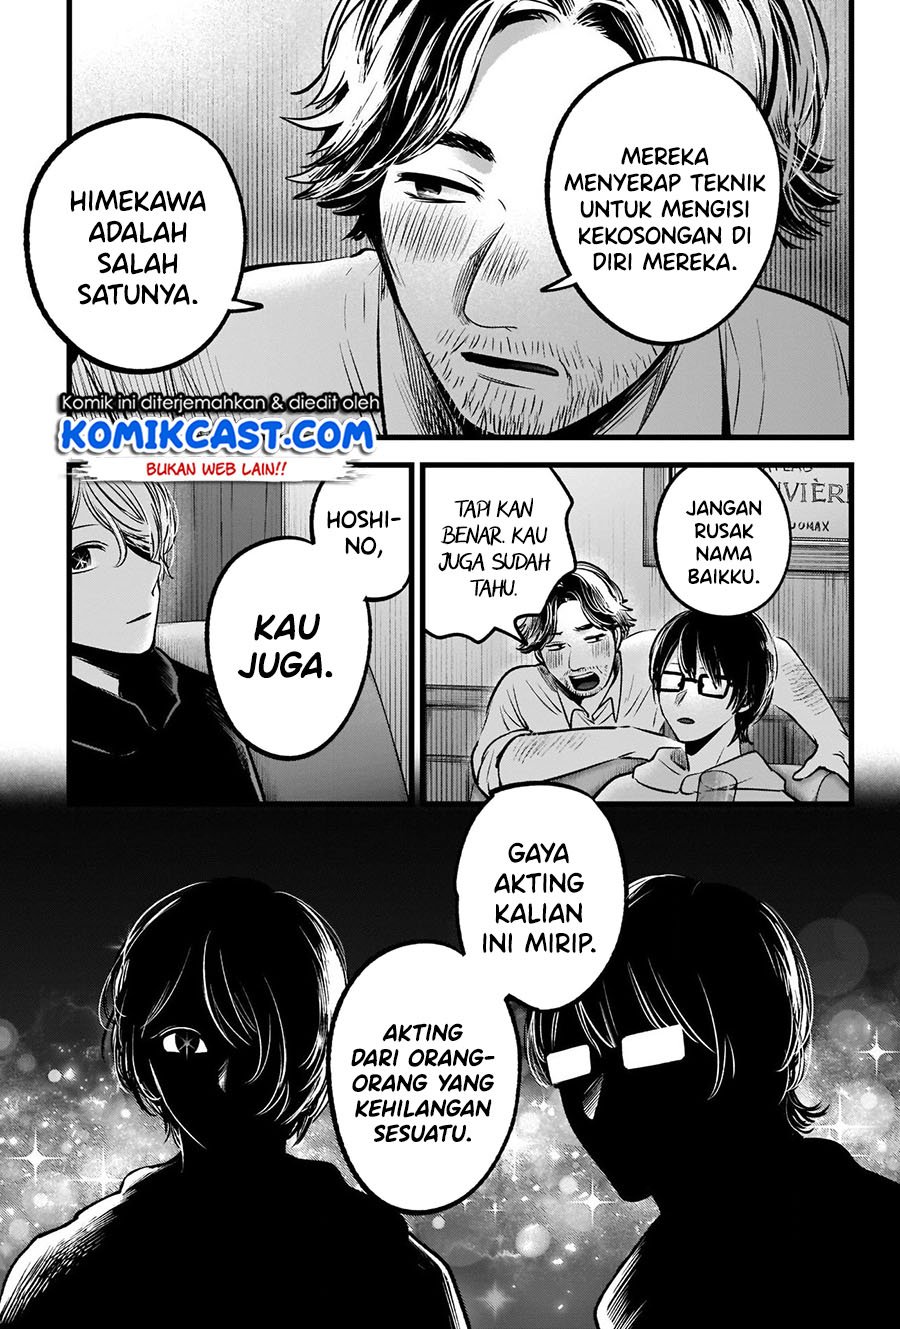 MEREKA
MENYERAP TEKNIK
UNTUK MENGISI
KEKOSONGAN DI
DIRI MEREKA.
HIMEKAWA
ADALAH
SALAH
SATUNYA.
Komik ini diterjemahkan & diedit oleh
KOMIKCAST.COM
BUKAN WEB LAIN!!
JANGAN
RUSAK
NAMA
BAIKKU.
TAPI KAN
BENAR. KAU
JUGA SUDAH
TAHU.
HOSHI-
NO,
KAU
JUGA.
GAYA
AKTING
KALIAN
INI MIRIP.
AKTING
DARI ORANG-
ORANG YANG
KEHILANGAN
SESUATU.